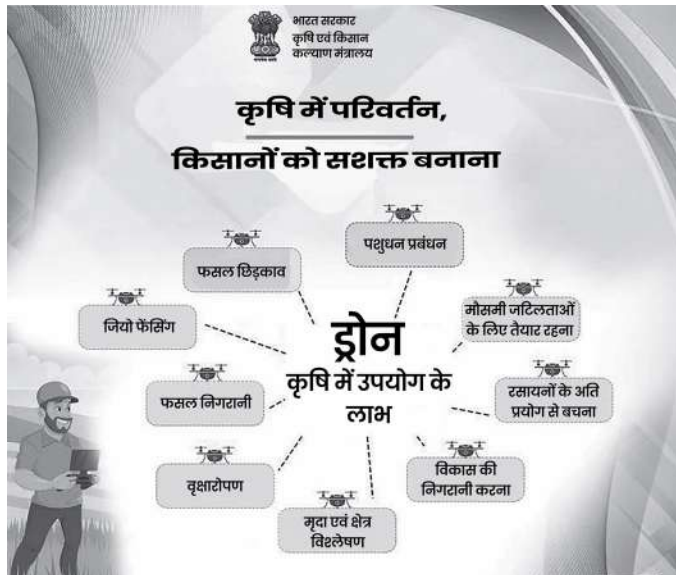 भारत सरकार
कृषि एवं किसान
कल्याण मंत्रालय
कृषि में परिवर्तन,
किसानों को सशक्त बनाना
पशुधन प्रबंधन
फसल छिड़काव
जियो फेंसिंग
मौसमी जटिलताओं
के लिए तैयार रहना
ड्रोन
कृषि में उपयोग के
लाभ
फसल निगरानी
रसायनों के अति
प्रयोग से बचना
वृक्षारोपण
विकास की
निगरानी करना
मृदा एवं क्षेत्र
विश्लेषण